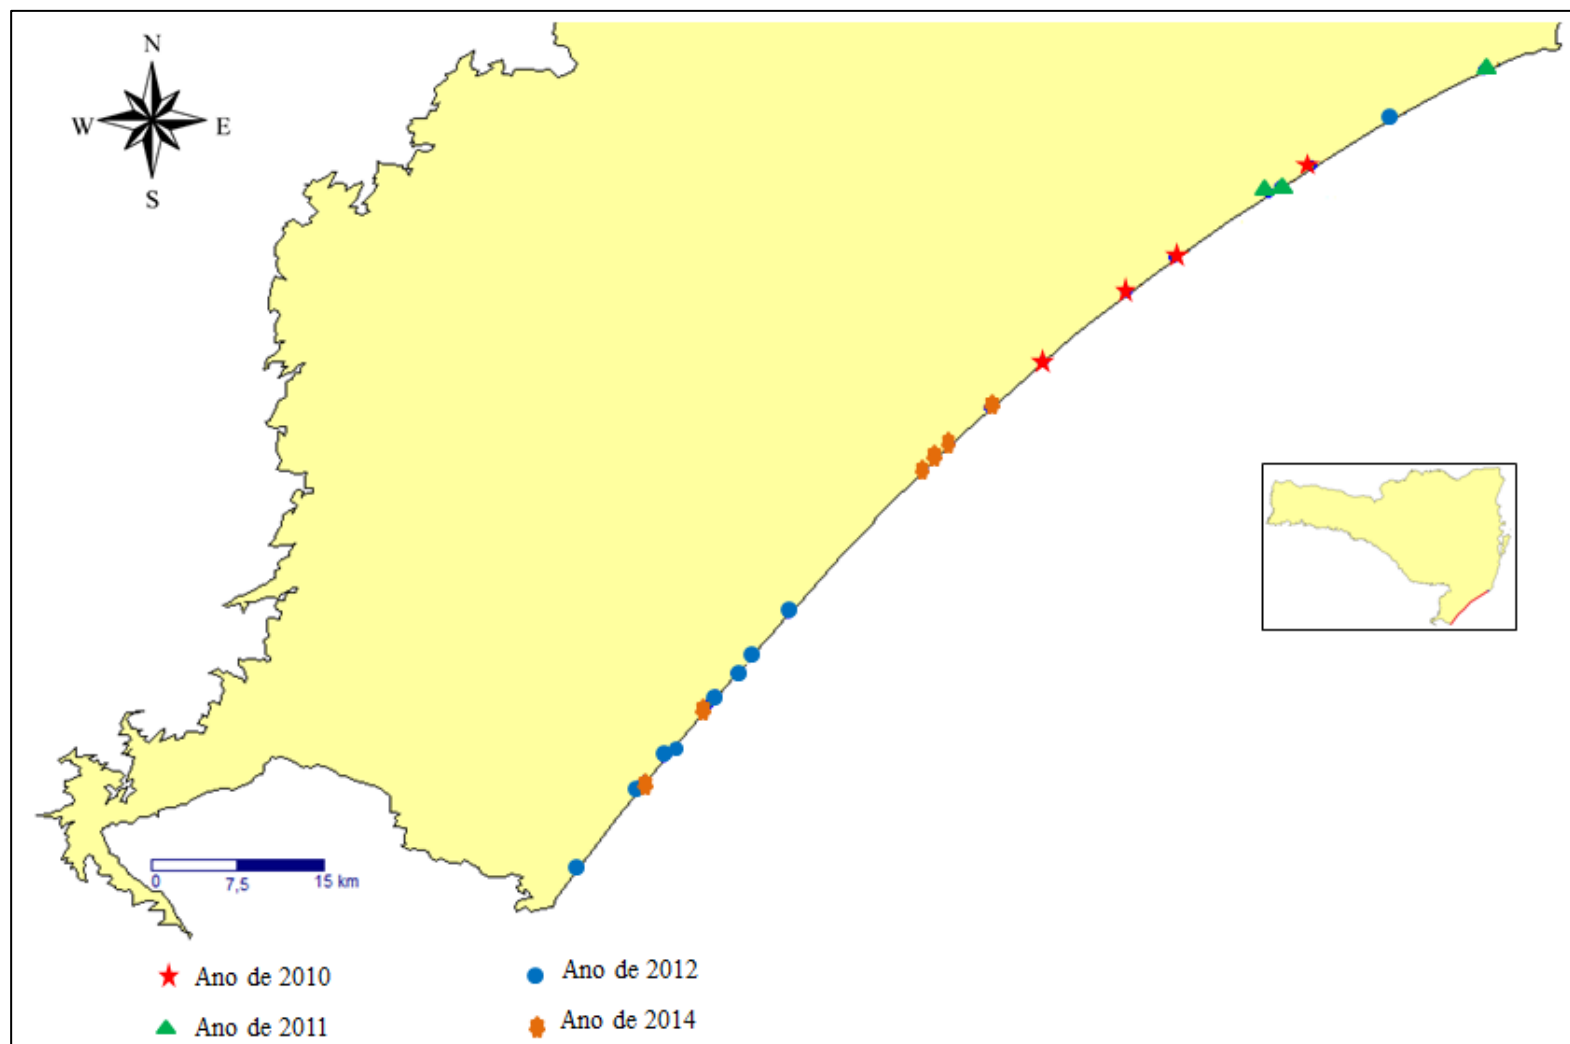 N
W E
S
0 7,5 15 km
Ano de 2010
Ano de 2012
Ano de 2011
Ano de 2014